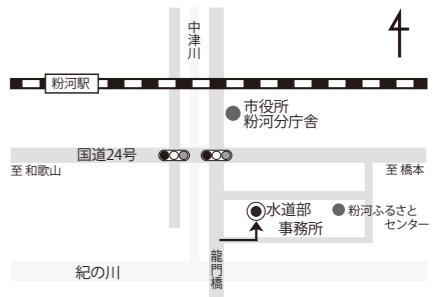 中津川
粉河駅
市役所
粉河分庁舎
国道24号
至 和歌山
至 橋本
水道部
事務所
粉河ふるさと
センター
龍門橋
紀の川